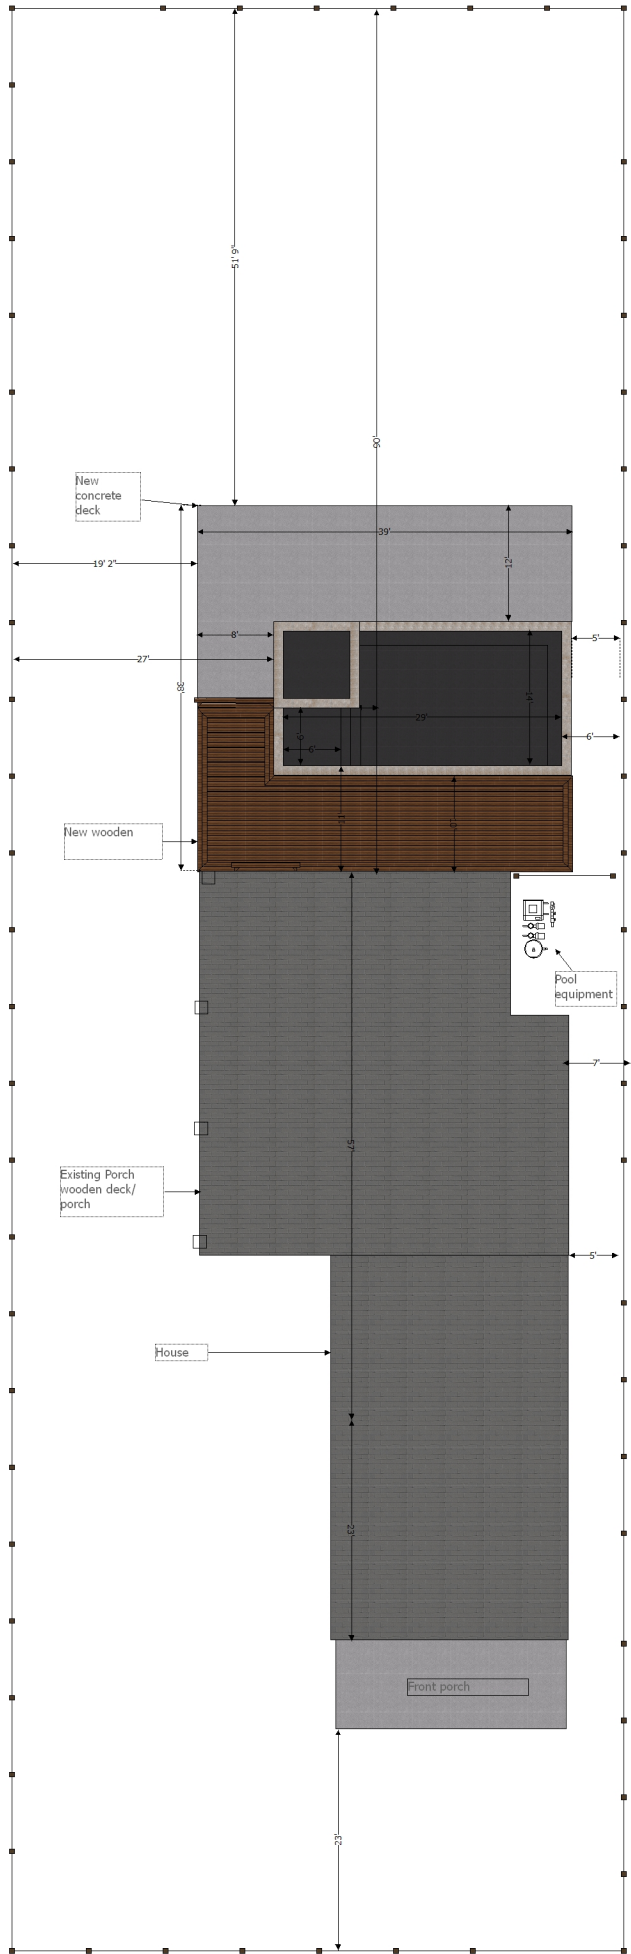 51' 9"
90'
New
concrete
deck
39'
12'
19' 2"
8'
5'
27'
38'
14'
29'
6'
6'
6'
11'
New wooden
Pool
equipment
7'
57'
Existing Porch
wooden deck/
porch
5'
House
23'
Front porch
23'